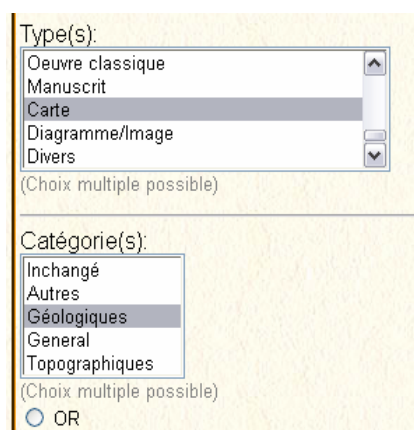 Type(s):
Oeuvre classique
Manuscrit
Carte
Diagramme/Image
Divers
(Choix multiple possible)
Catégorie(s):
Inchangé
Autres
Géologiques
General
Topographiques
(Choix multiple possible)
OR